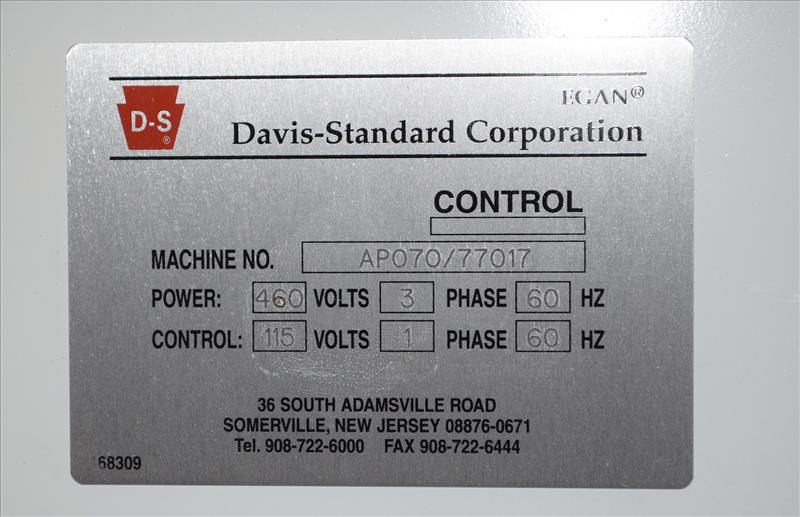 D-S
®
EGAN®
Davis-Standard Corporation
CONTROL
MACHINE NO. AP070/77017
POWER: 460 VOLTS 3 PHASE 60 HZ
CONTROL: 115 VOLTS 1 PHASE 60 HZ
36 SOUTH ADAMSVILLE ROAD
SOMERVILLE, NEW JERSEY 08876-0671
Tel. 908-722-6000 FAX 908-722-6444
68309